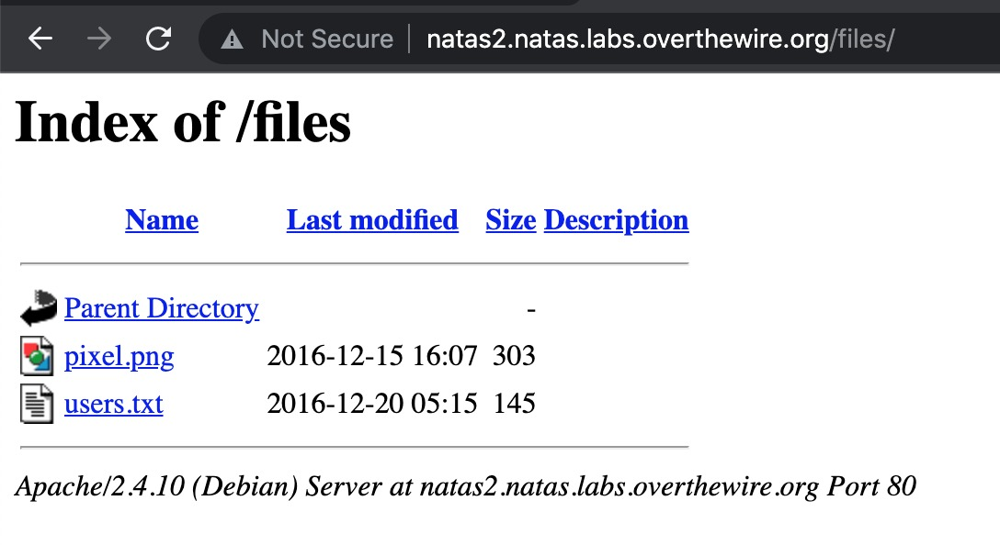 Not Secure | natas2.natas.labs.overthewire.org/files/
Index of /files
Name Last modified Size Description
Parent Directory -
pixel.png 2016-12-15 16:07 303
users.txt 2016-12-20 05:15 145
Apache/2.4.10 (Debian) Server at natas2.natas.labs.overthewire.org Port 80